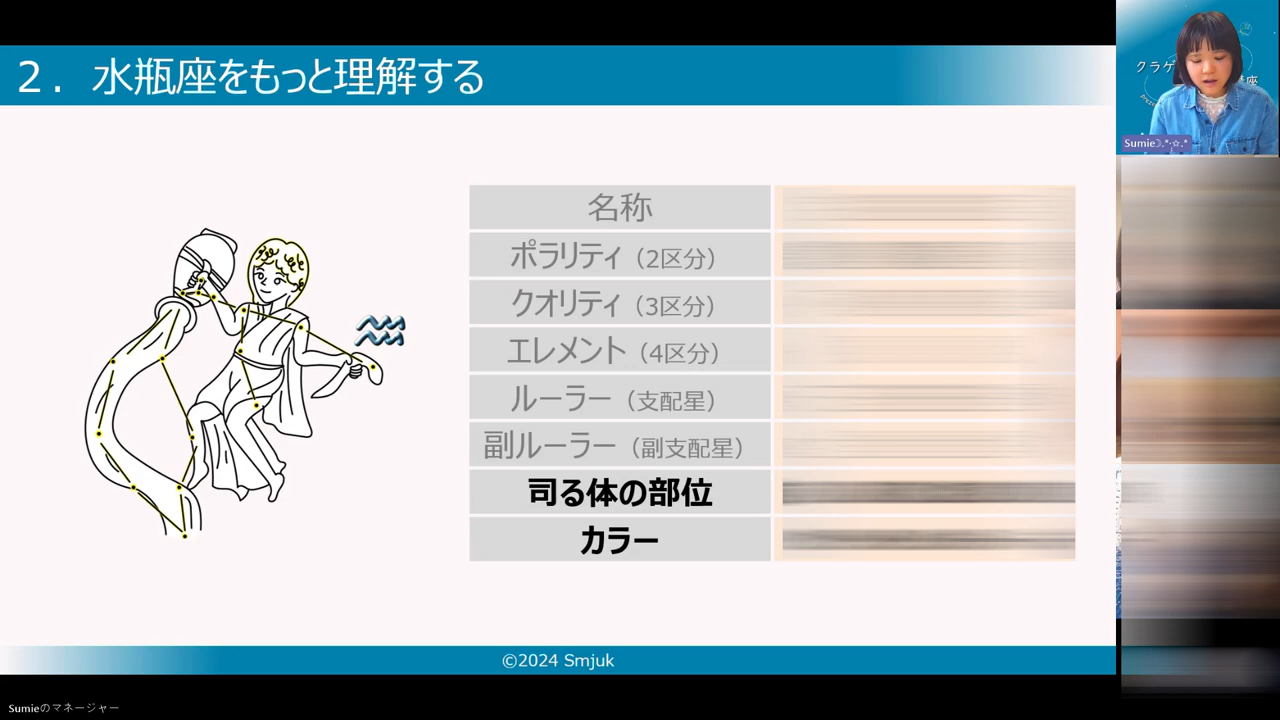 2．水瓶座をもっと理解する
名称
ポラリティ（2区分）
クオリティ（3区分）
エレメント（4区分）
ルーラー（支配星）
副ルーラー（副支配星）
司る体の部位
カラー
©2024 Smjuk
クラゲ
座
Sumie☽.*·☆.*
Sumieのマネージャー